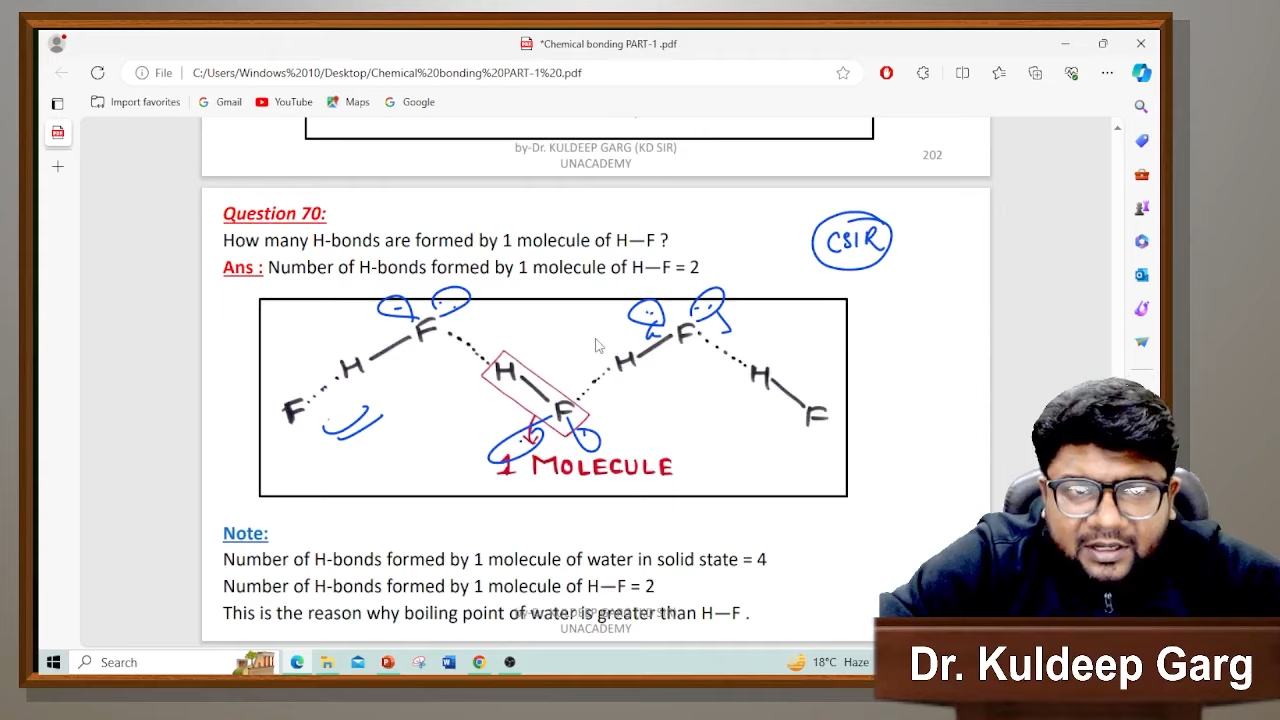 *Chemical bonding PART-1 .pdf
File
C:/Users/Windows%2010/Desktop/Chemical%20Bonding%20PART-1%20.pdf
Import favorites
Gmail
YouTube
Maps
Google
by-Dr. KULDEEP GARG (KD SIR)
UNACADEMY
202
Question 70:
CSIR
How many H-bonds are formed by 1 molecule of H—F ?
Ans : Number of H-bonds formed by 1 molecule of H—F = 2
F H F H F H F H F
1 MOLECULE
Note:
Number of H-bonds formed by 1 molecule of water in solid state = 4
Number of H-bonds formed by 1 molecule of H—F = 2
This is the reason why boiling point of water is greater than H—F .
UNACADEMY
Search
18°C Haze
Dr. Kuldeep Garg